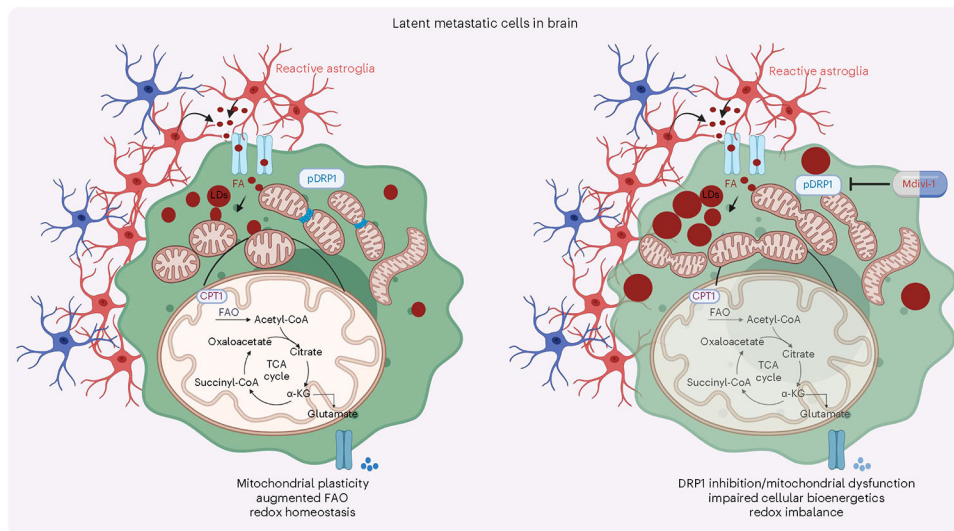 Latent metastatic cells in brain
Reactive astroglia
FA
pDRP1
LDs
CPT1
FAO
Acetyl-CoA
Oxaloacetate
Citrate
TCA
cycle
Succinyl-CoA
α-KG
Glutamate
Mitochondrial plasticity
augmented FAO
redox homeostasis
Reactive astroglia
FA
pDRP1
Mdivl-1
LDs
CPT1
FAO
Acetyl-CoA
Oxaloacetate
Citrate
TCA
cycle
Succinyl-CoA
α-KG
Glutamate
DRP1 inhibition/mitochondrial dysfunction
impaired cellular bioenergetics
redox imbalance